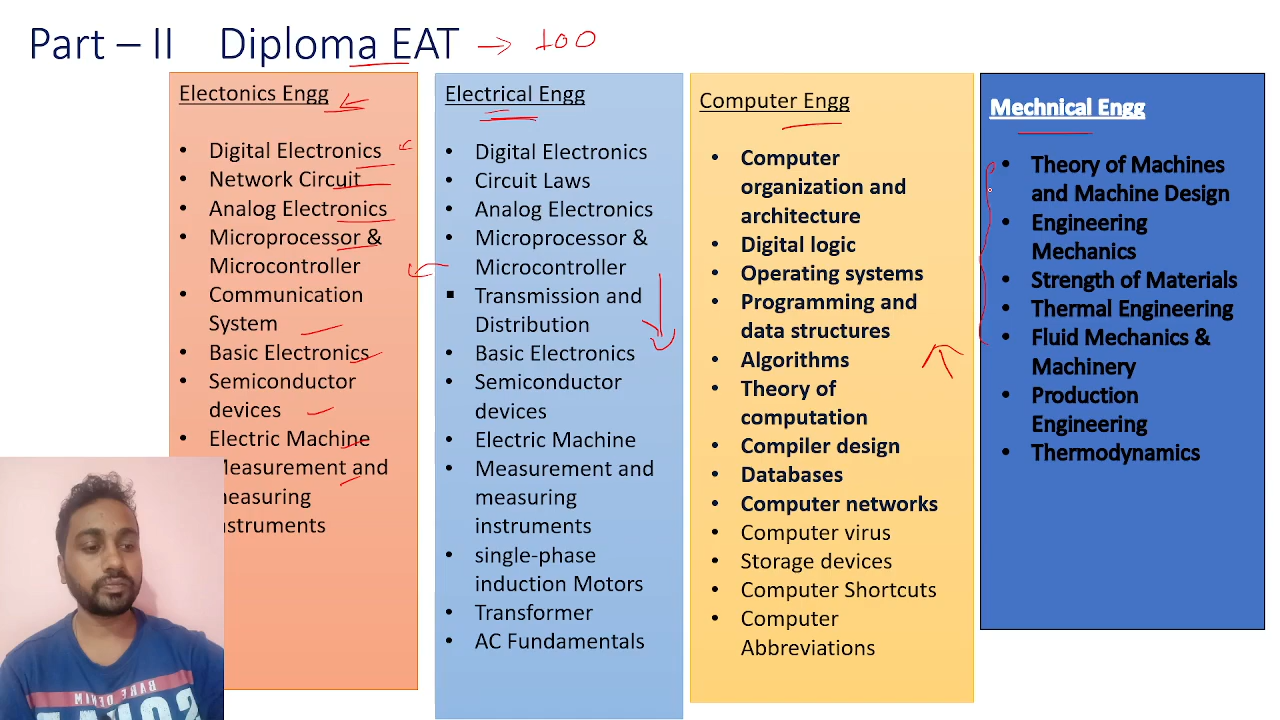 Part – II Diploma EAT → 100
Electonics Engg
• Digital Electronics
• Network Circuit
• Analog Electronics
• Microprocessor &
Microcontroller
• Communication
System
• Basic Electronics
• Semiconductor
devices
• Electric Machine
Measurement and
measuring
instruments
Electrical Engg
• Digital Electronics
• Circuit Laws
• Analog Electronics
• Microprocessor &
Microcontroller
▪ Transmission and
Distribution
• Basic Electronics
• Semiconductor
devices
• Electric Machine
• Measurement and
measuring
instruments
• single-phase
induction Motors
• Transformer
• AC Fundamentals
Computer Engg
• Computer
organization and
architecture
• Digital logic
• Operating systems
• Programming and
data structures
• Algorithms
• Theory of
computation
• Compiler design
• Databases
• Computer networks
• Computer virus
• Storage devices
• Computer Shortcuts
• Computer
Abbreviations
Mechnical Engg
• Theory of Machines
and Machine Design
• Engineering
Mechanics
• Strength of Materials
• Thermal Engineering
• Fluid Mechanics &
Machinery
• Production
Engineering
• Thermodynamics